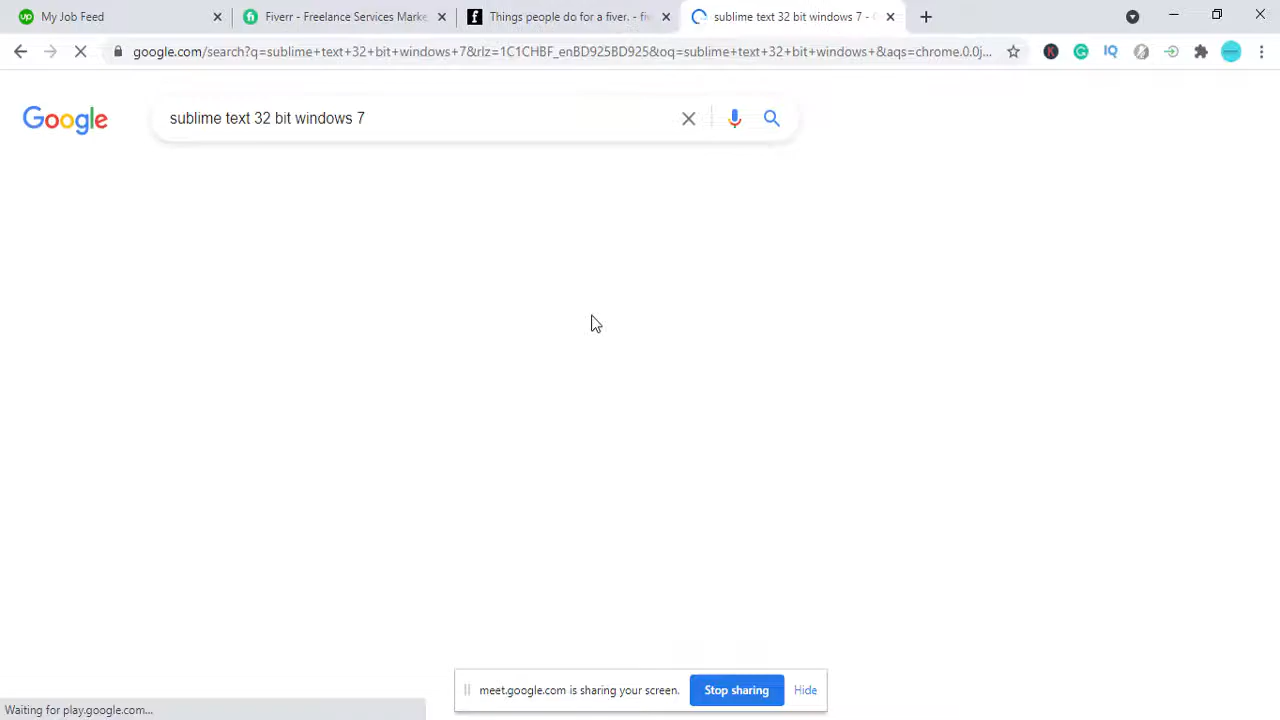 My Job Feed
Fiverr - Freelance Services Marke
Things people do for a fiver. - fiv
sublime text 32 bit windows 7 -
google.com/search?q=sublime+text+32+bit+windows+7&rlz=1C1CHBF_enBD925BD925&oq=sublime+text+32+bit+windows+&aqs=chrome.0.0j...
Google
sublime text 32 bit windows 7
meet.google.com is sharing your screen.
Stop sharing
Hide
Waiting for play.google.com...